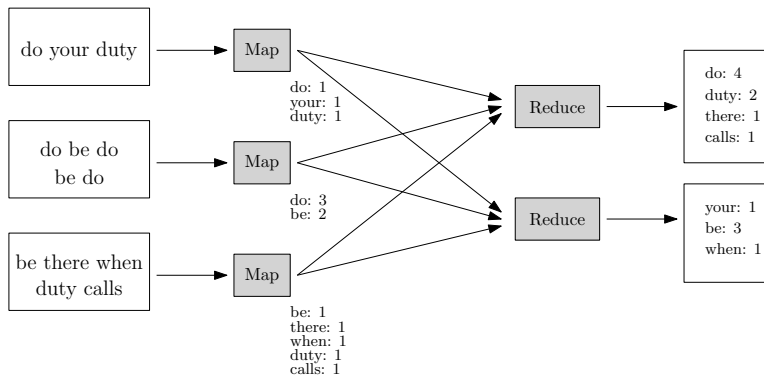 do your duty
Map
do: 1
your: 1
duty: 1
do be do
be do
Map
do: 3
be: 2
be there when
duty calls
Map
be: 1
there: 1
when: 1
duty: 1
calls: 1
Reduce
do: 4
duty: 2
there: 1
calls: 1
Reduce
your: 1
be: 3
when: 1